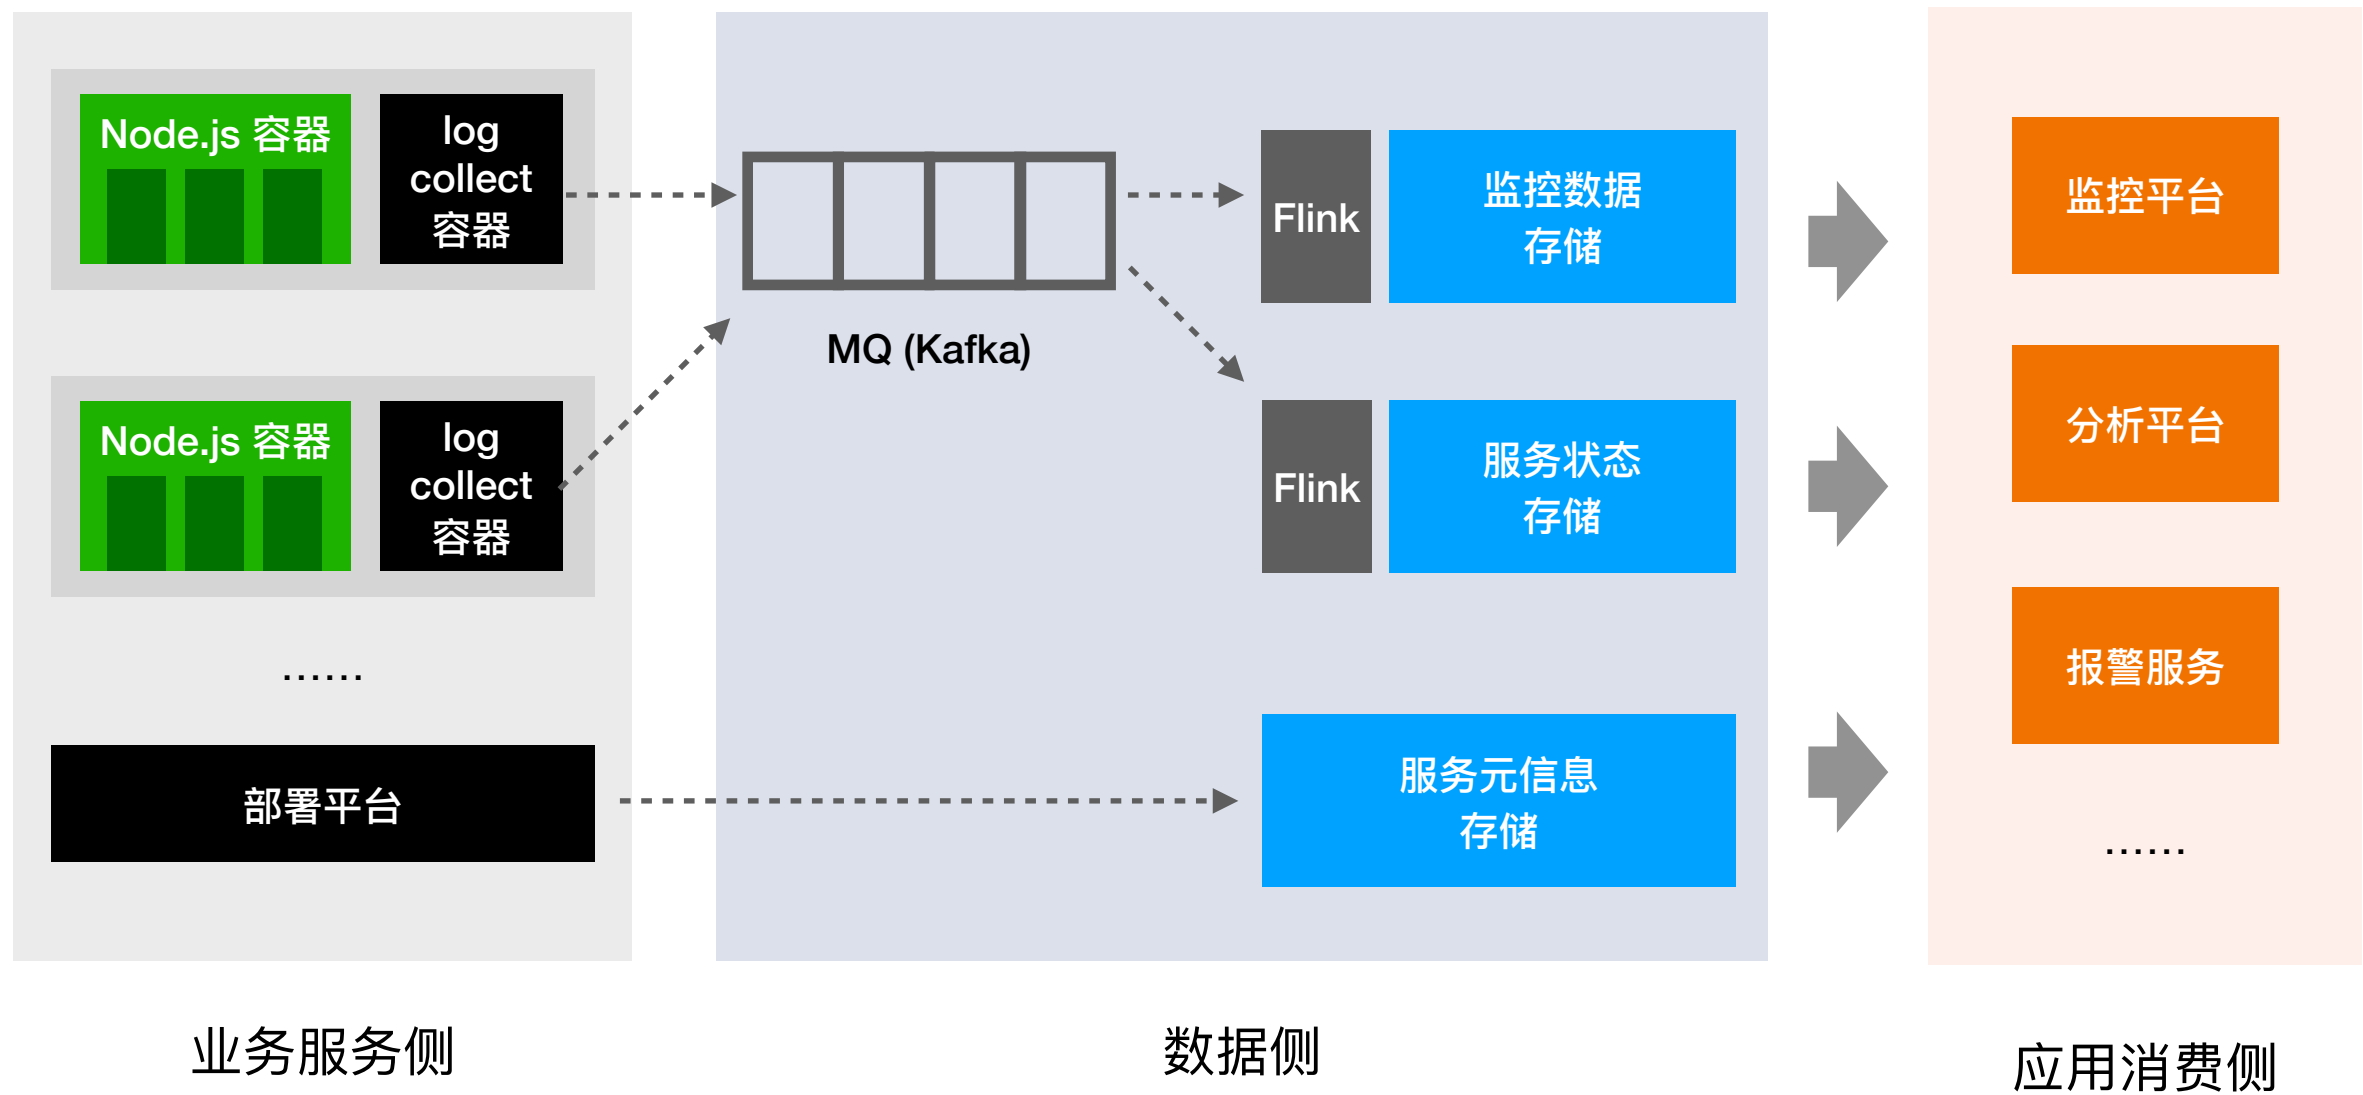 Node.js 容器
log
collect
容器
Node.js 容器
log
collect
容器
......
部署平台
业务服务侧
MQ (Kafka)
Flink
监控数据
存储
Flink
服务状态
存储
服务元信息
存储
数据侧
监控平台
分析平台
报警服务
......
应用消费侧